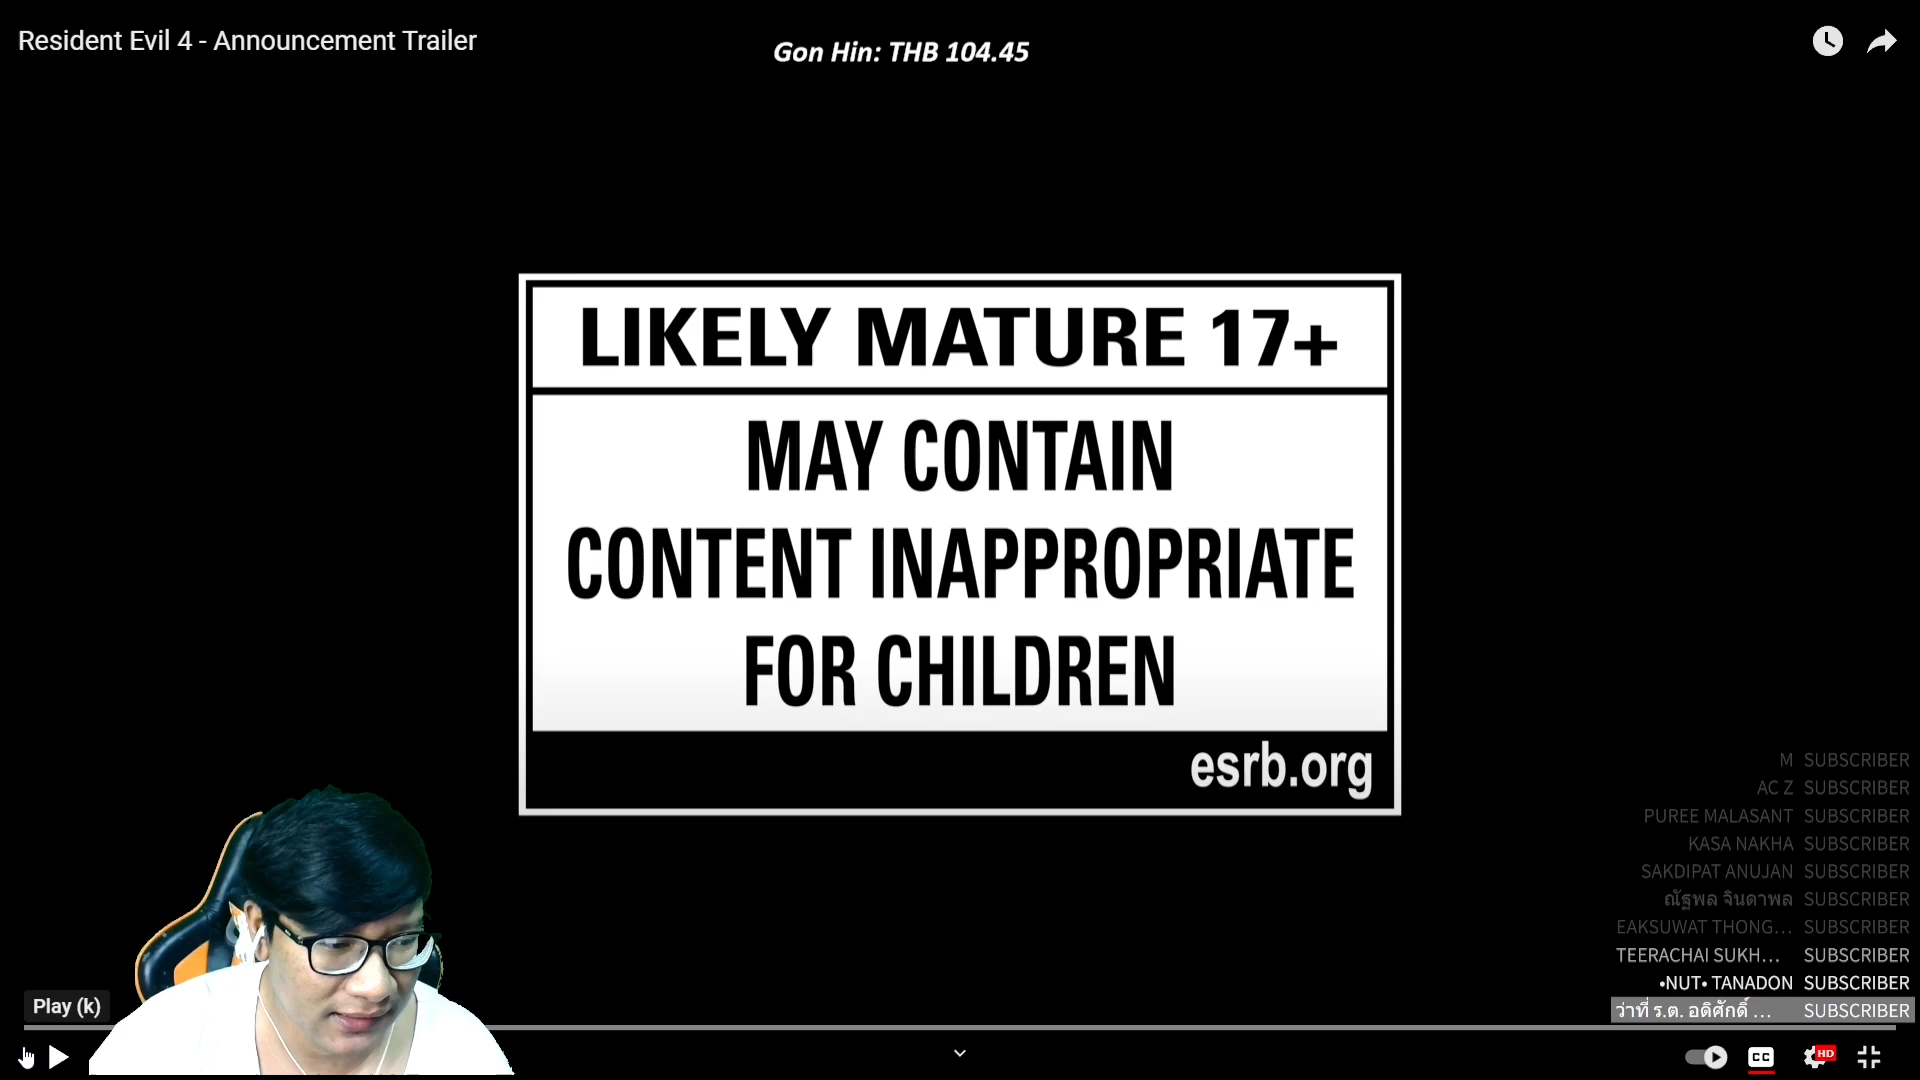 Resident Evil 4 - Announcement Trailer
Gon Hin: THB 104.45
LIKELY MATURE 17+
MAY CONTAIN
CONTENT INAPPROPRIATE
FOR CHILDREN
esrb.org
M SUBSCRIBER
AC Z SUBSCRIBER
PUREE MALASANT SUBSCRIBER
KASA NAKHA SUBSCRIBER
SAKDIPAT ANUJAN SUBSCRIBER
ณัฐพล จินดาพล SUBSCRIBER
EAKSUWAT THONG... SUBSCRIBER
TEERACHAI SUKH... SUBSCRIBER
•NUT• TANADON SUBSCRIBER
ว่าที่ ร.ต. อดิศักดิ์ ... SUBSCRIBER
Play (k)
CC
HD